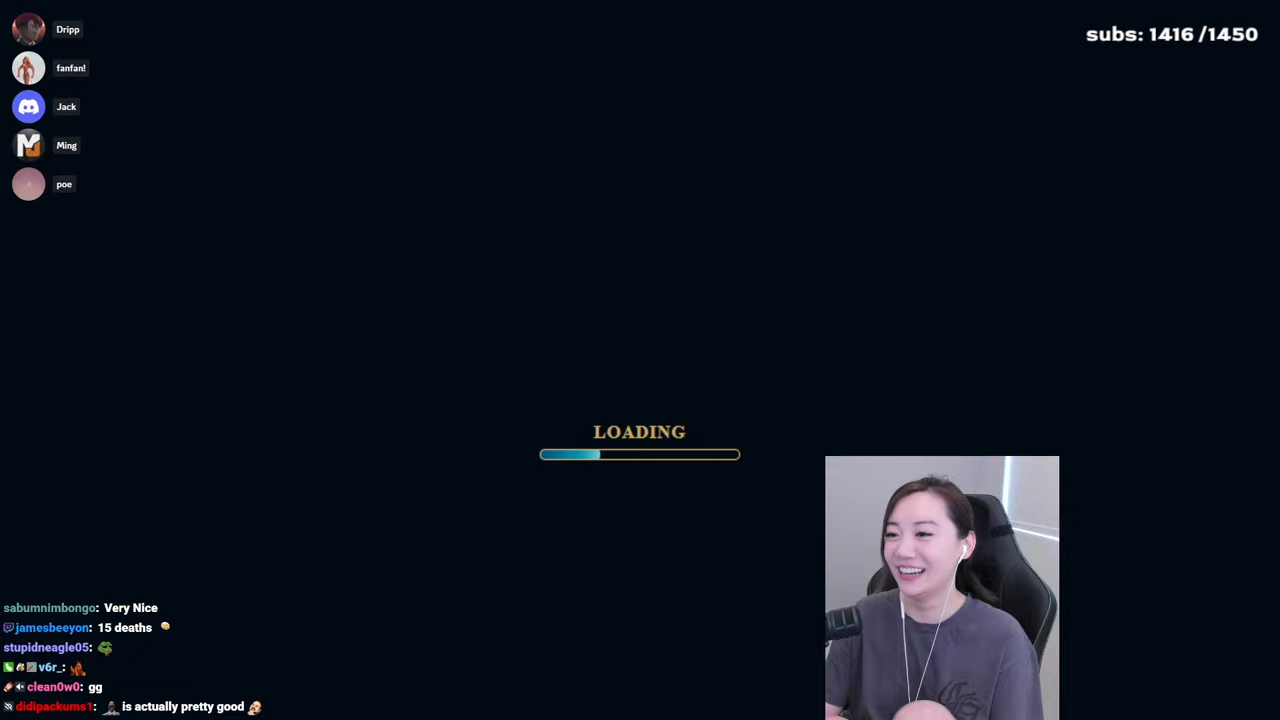 Dripp
fanfan!
Jack
Ming
poe
subs: 1416 /1450
LOADING
sabumnimbongo: Very Nice
jamesbeeyon: 15 deaths
stupidneagle05:
v6r_:
clean0w0: gg
didipackums1: is actually pretty good